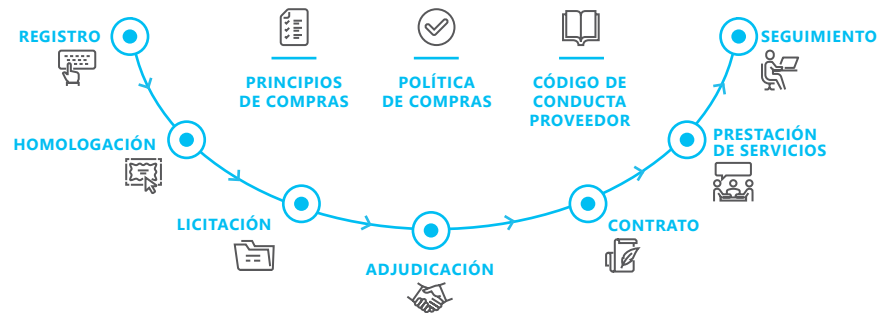 REGISTRO
SEGUIMIENTO
PRINCIPIOS
DE COMPRAS
POLÍTICA
DE COMPRAS
CÓDIGO DE
CONDUCTA
PROVEEDOR
HOMOLOGACIÓN
PRESTACIÓN
DE SERVICIOS
LICITACIÓN
CONTRATO
ADJUDICACIÓN